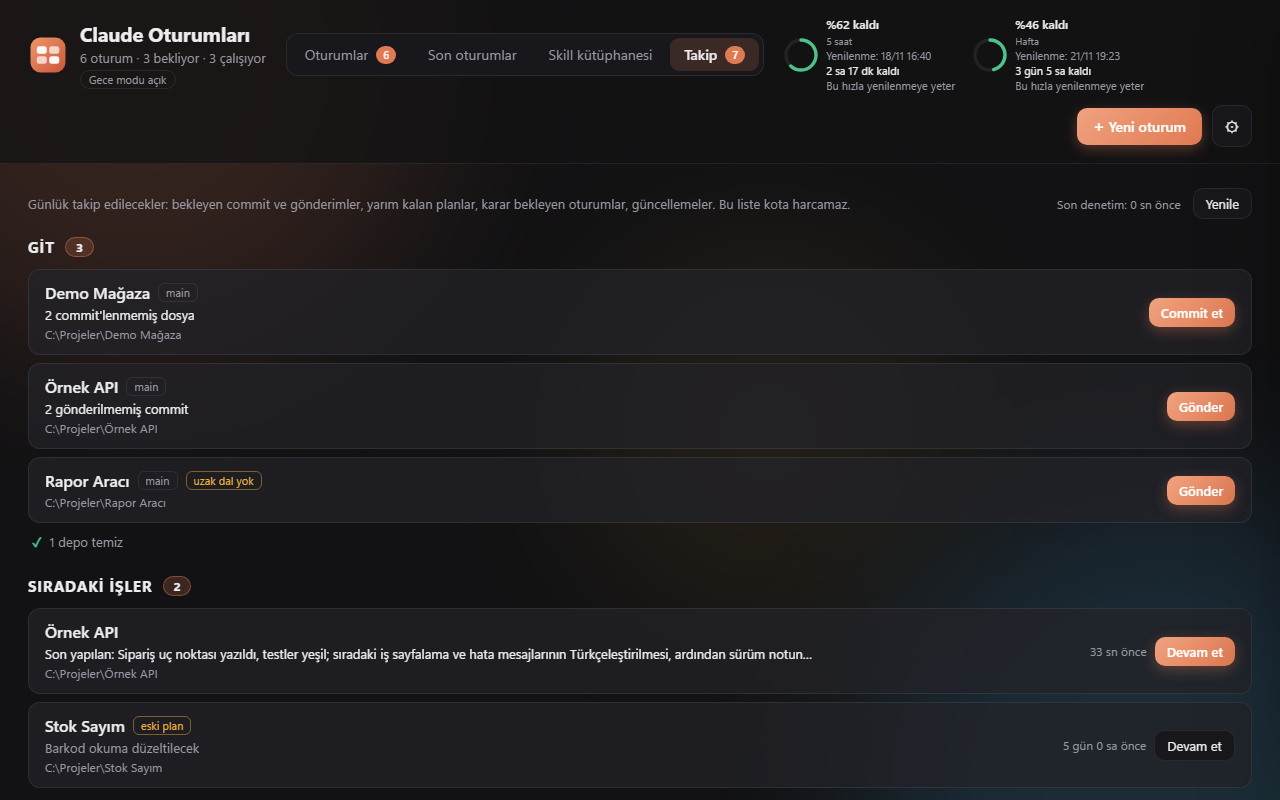 Claude Oturumları
6 oturum · 3 bekliyor · 3 çalışıyor
Gece modu açık
Oturumlar 6
Son oturumlar
Skill kütüphanesi
Takip 7
%62 kaldı
5 saat
Yenilenme: 18/11 16:40
2 sa 17 dk kaldı
Bu hızla yenilenmeye yeter
%46 kaldı
Hafta
Yenilenme: 21/11 19:23
3 gün 5 sa kaldı
Bu hızla yenilenmeye yeter
+ Yeni oturum
Günlük takip edilecekler: bekleyen commit ve gönderimler, yarım kalan planlar, karar bekleyen oturumlar, güncellemeler. Bu liste kota harcamaz.
Son denetim: 0 sn önce
Yenile
GİT 3
Demo Mağaza main
2 commit'lenmemiş dosya
C:\Projeler\Demo Mağaza
Commit et
Örnek API main
2 gönderilmemiş commit
C:\Projeler\Örnek API
Gönder
Rapor Aracı main uzak dal yok
C:\Projeler\Rapor Aracı
Gönder
✓ 1 depo temiz
SIRADAKİ İŞLER 2
Örnek API
Son yapılan: Sipariş uç noktası yazıldı, testler yeşil; sıradaki iş sayfalama ve hata mesajlarının Türkçeleştirilmesi, ardından sürüm notun...
C:\Projeler\Örnek API
33 sn önce
Devam et
Stok Sayım eski plan
Barkod okuma düzeltilecek
C:\Projeler\Stok Sayım
5 gün 0 sa önce
Devam et